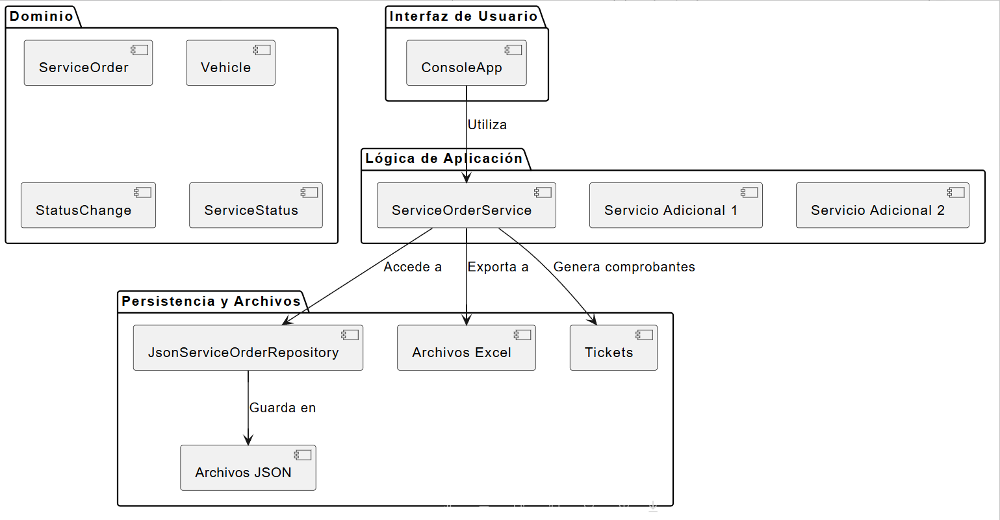 Dominio
ServiceOrder
Vehicle
StatusChange
ServiceStatus
Interfaz de Usuario
ConsoleApp
Utiliza
Lógica de Aplicación
ServiceOrderService
Servicio Adicional 1
Servicio Adicional 2
Accede a
Exporta a
Genera comprobantes
Persistencia y Archivos
JsonServiceOrderRepository
Archivos Excel
Tickets
Guarda en
Archivos JSON